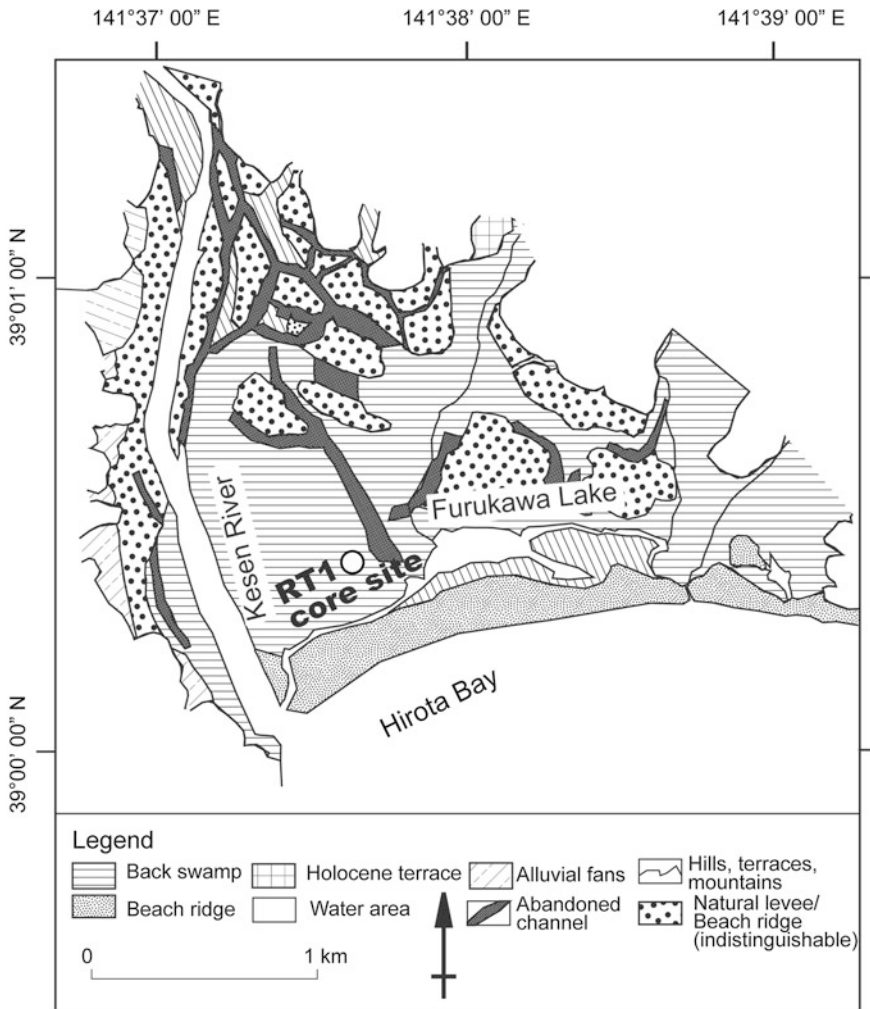 141°37' 00" E
141°38' 00" E
141°39' 00" E
39°01' 00" N
Furukawa Lake
Kesen River
RT1
core site
Hirota Bay
39°00' 00" N
Legend
Back swamp
Holocene terrace
Alluvial fans
Hills, terraces,
mountains
Beach ridge
Water area
Abandoned
channel
Natural levee/
Beach ridge
(indistinguishable)
0
1 km